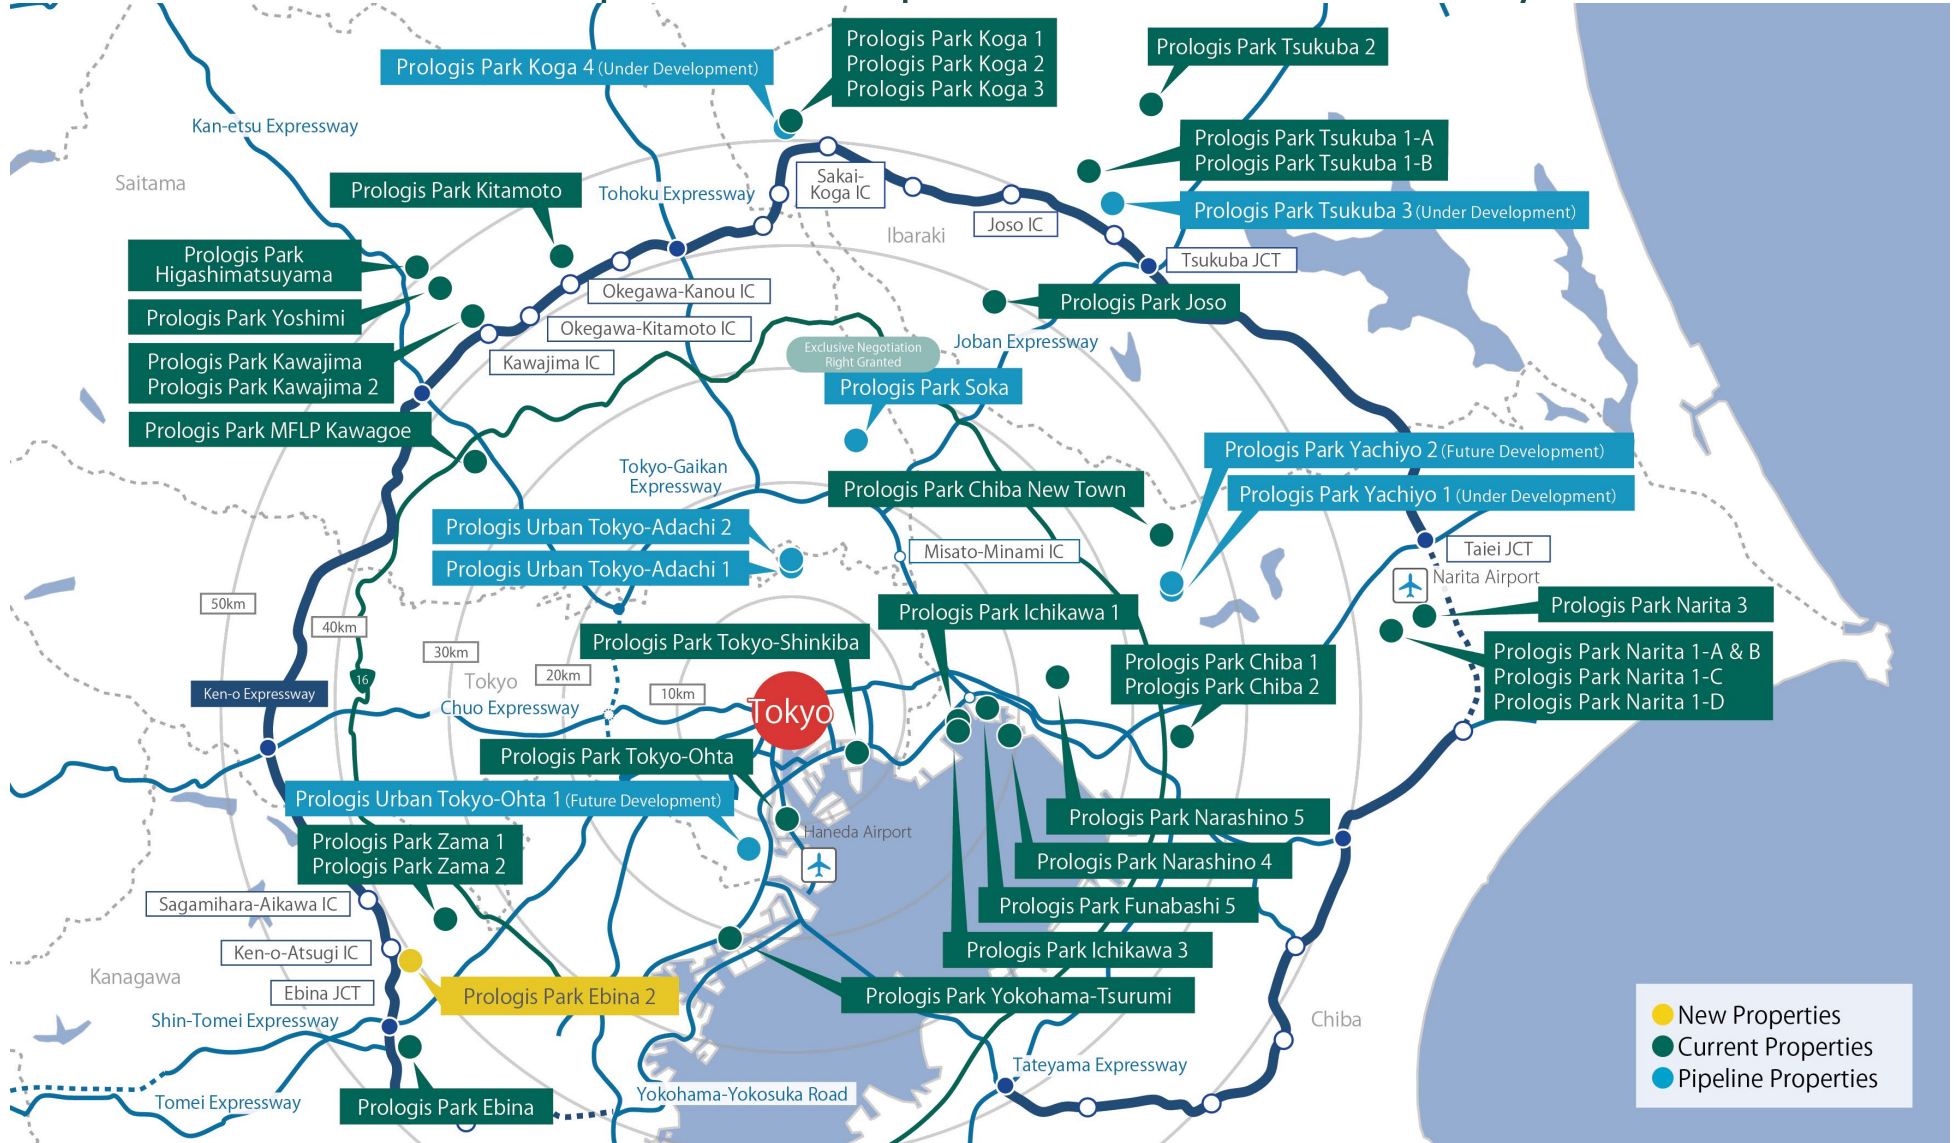 Prologis Park Koga 4 (Under Development)
Prologis Park Koga 1
Prologis Park Koga 2
Prologis Park Koga 3
Prologis Park Tsukuba 2
Kan-etsu Expressway
Prologis Park Tsukuba 1-A
Prologis Park Tsukuba 1-B
Saitama
Prologis Park Kitamoto
Tohoku Expressway
Sakai-
Koga IC
Joso IC
Prologis Park Tsukuba 3 (Under Development)
Ibaraki
Tsukuba JCT
Prologis Park
Higashimatsuyama
Okegawa-Kanou IC
Prologis Park Joso
Prologis Park Yoshimi
Okegawa-Kitamoto IC
Joban Expressway
Exclusive Negotiation
Right Granted
Prologis Park Kawajima
Prologis Park Kawajima 2
Kawajima IC
Prologis Park Soka
Prologis Park MFLP Kawagoe
Prologis Park Yachiyo 2 (Future Development)
Tokyo-Gaikan
Expressway
Prologis Park Chiba New Town
Prologis Park Yachiyo 1 (Under Development)
Prologis Urban Tokyo-Adachi 2
Misato-Minami IC
Taiei JCT
Prologis Urban Tokyo-Adachi 1
Narita Airport
50km
40km
30km
20km
10km
Prologis Park Ichikawa 1
Prologis Park Narita 3
Prologis Park Tokyo-Shinkiba
Prologis Park Chiba 1
Prologis Park Chiba 2
Prologis Park Narita 1-A & B
Prologis Park Narita 1-C
Prologis Park Narita 1-D
16
Tokyo
Ken-o Expressway
Chuo Expressway
Tokyo
Prologis Park Tokyo-Ohta
Prologis Urban Tokyo-Ohta 1 (Future Development)
Prologis Park Narashino 5
Haneda Airport
Prologis Park Zama 1
Prologis Park Zama 2
Prologis Park Narashino 4
Sagamihara-Aikawa IC
Prologis Park Funabashi 5
Ken-o-Atsugi IC
Prologis Park Ichikawa 3
Kanagawa
Ebina JCT
Prologis Park Ebina 2
Prologis Park Yokohama-Tsurumi
Shin-Tomei Expressway
Chiba
New Properties
Current Properties
Pipeline Properties
Tateyama Expressway
Yokohama-Yokosuka Road
Tomei Expressway
Prologis Park Ebina